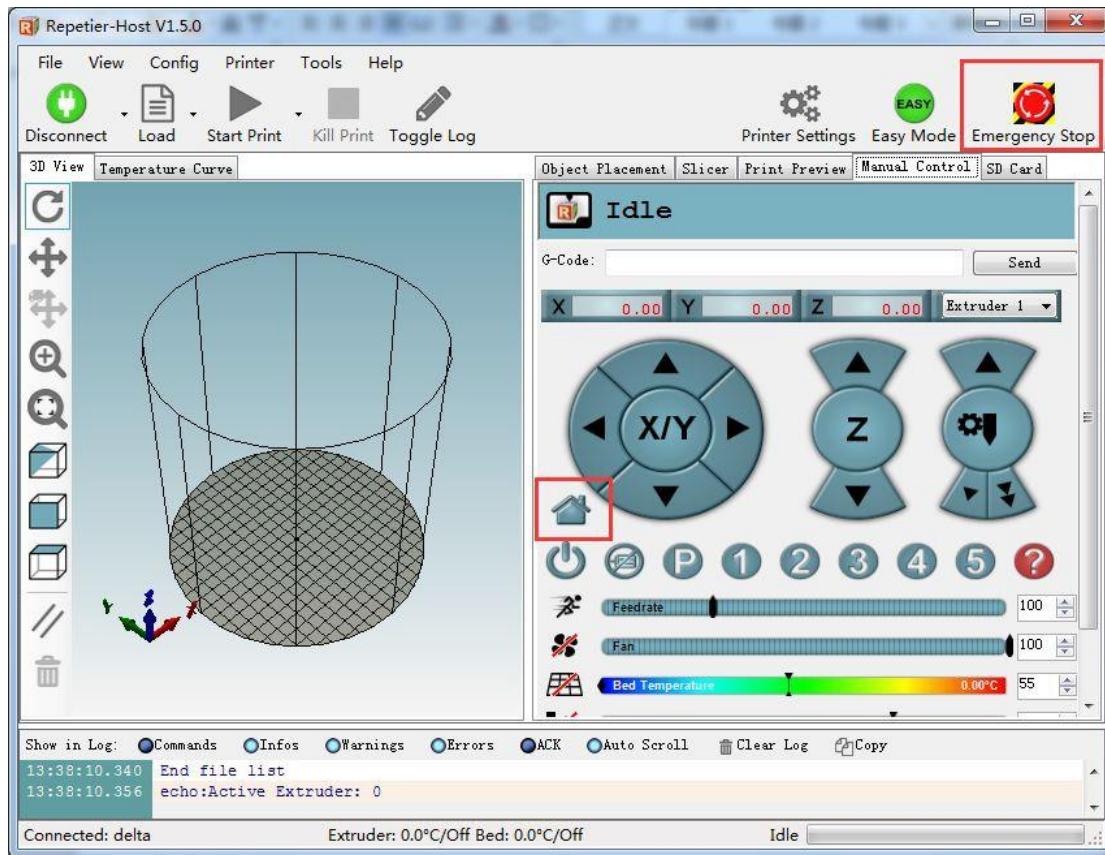 Repetier-Host V1.5.0
File View Config Printer Tools Help
EASY
Disconnect Load Start Print Kill Print Toggle Log Printer Settings Easy Mode Emergency Stop
3D View Temperature Curve Object Placement Slicer Print Preview Manual Control SD Card
R Idle
G-Code: Send
X 0.00 Y 0.00 Z 0.00 Extruder 1
X/Y Z
P 1 2 3 4 5 ?
Feedrate 100
Fan 100
Bed Temperature 0.00°C 55
Show in Log: Commands Infos Warnings Errors ACK Auto Scroll Clear Log Copy
13:38:10.340 End file list
13:38:10.356 echo:Active Extruder: 0
Connected: delta Extruder: 0.0°C/Off Bed: 0.0°C/Off Idle